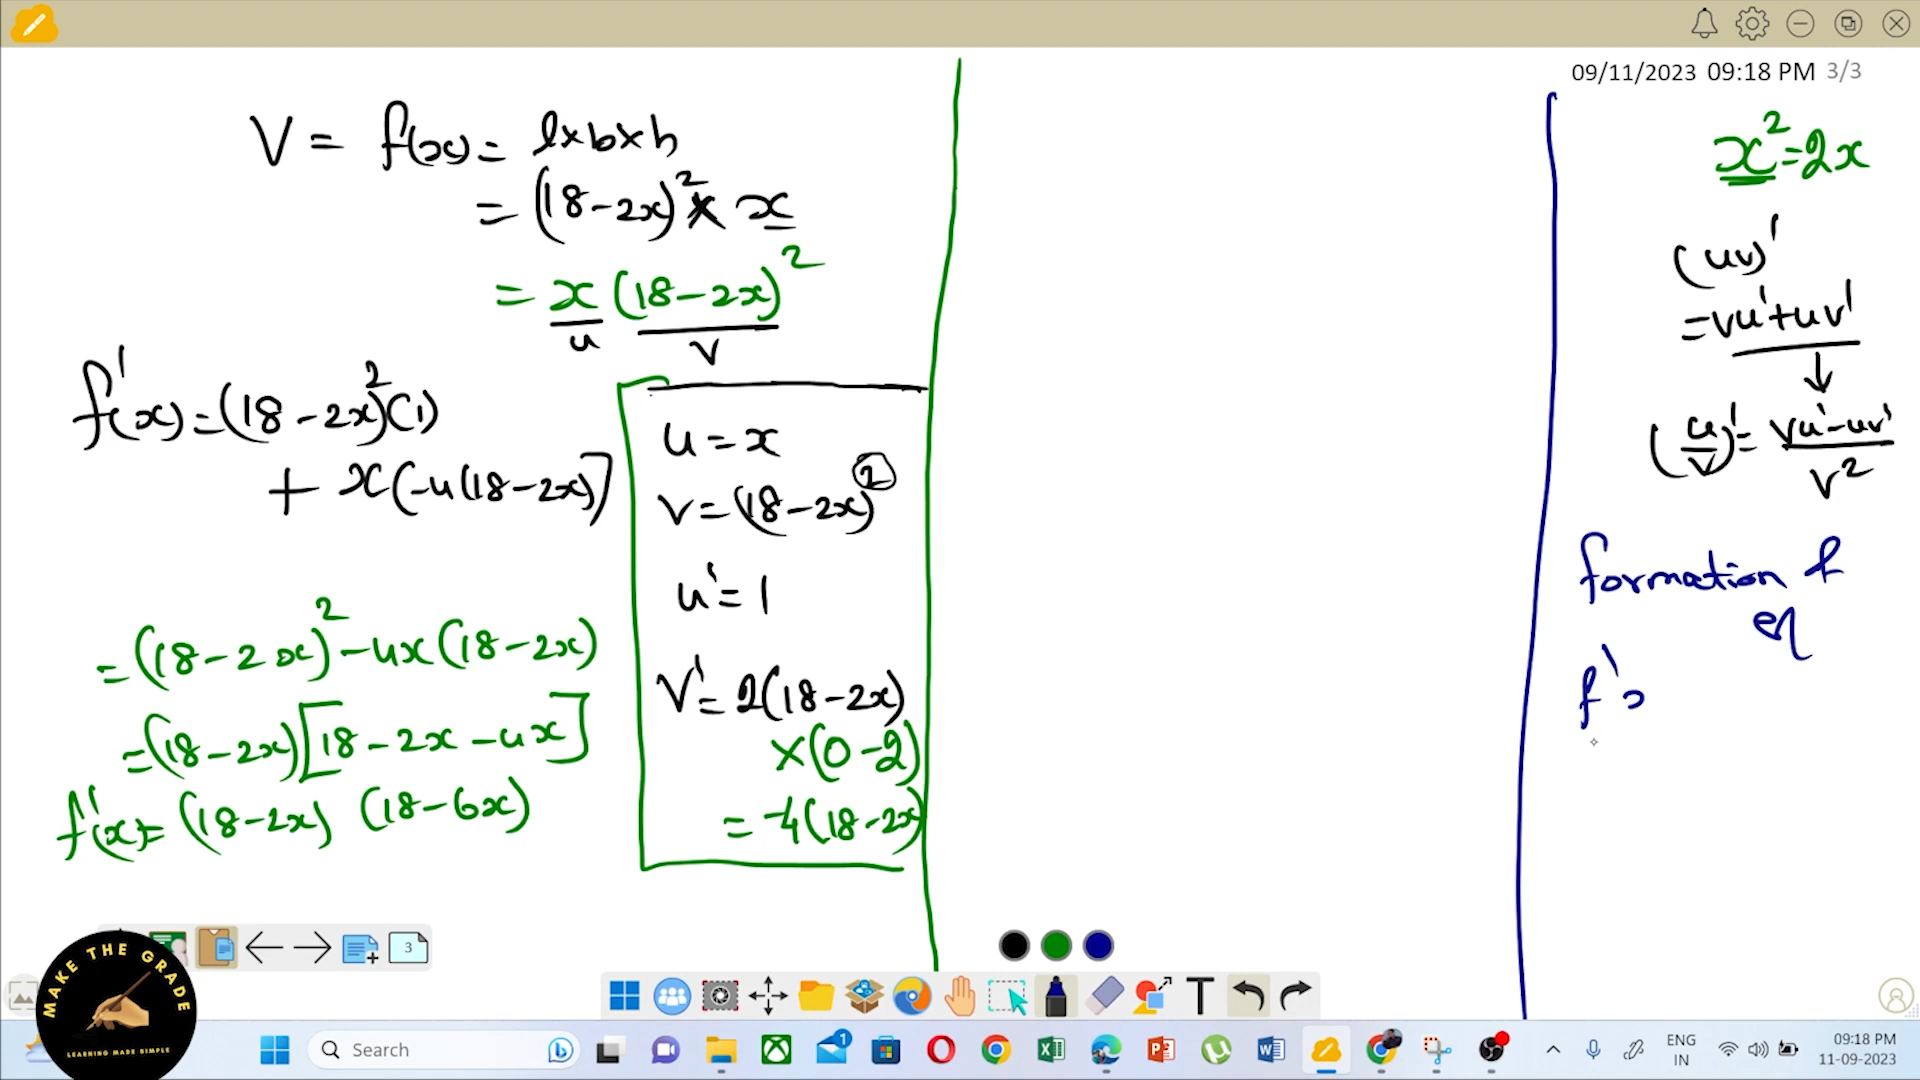 09/11/2023 09:18 PM 3/3
V = f(x) = l×b×h
= (18-2x)² × x
= x (18-2x)²
u v
f'(x) = (18-2x)²(1)
+ x(-4(18-2x)]
= (18-2x)² - 4x(18-2x)
= (18-2x)[18-2x-4x]
f'(x) = (18-2x) (18-6x)
u = x
v = (18-2x)²
u' = 1
v' = 2(18-2x)
×(0-2)
= -4(18-2x)
x² = 2x
(uv)'
= vu'+uv'
↓
(u/v)' = vu'-uv'/v²
formation of
eq
f'
3
MAKE THE GRADE
LEARNING MADE SIMPLE
T
Search
1
ENG
IN
09:18 PM
11-09-2023